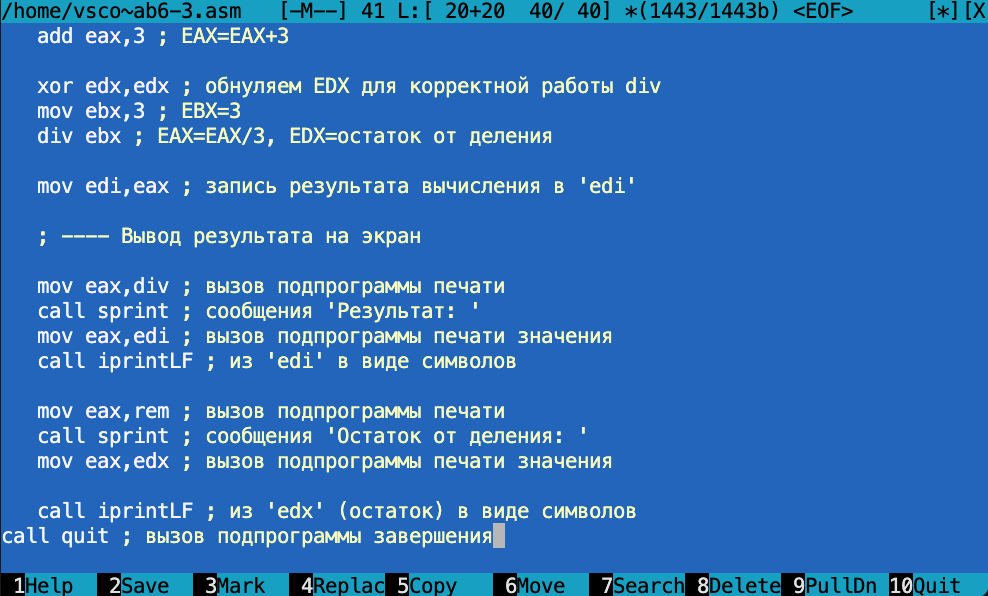 /home/vsco~ab6-3.asm [-M--] 41 L:[ 20+20 40/ 40] *(1443/1443b) <EOF> [*][X
add eax,3 ; EAX=EAX+3
xor edx,edx ; обнуляем EDX для корректной работы div
mov ebx,3 ; EBX=3
div ebx ; EAX=EAX/3, EDX=остаток от деления
mov edi,eax ; запись результата вычисления в 'edi'
; ---- Вывод результата на экран
mov eax,div ; вызов подпрограммы печати
call sprint ; сообщения 'Результат: '
mov eax,edi ; вызов подпрограммы печати значения
call iprintLF ; из 'edi' в виде символов
mov eax,rem ; вызов подпрограммы печати
call sprint ; сообщения 'Остаток от деления: '
mov eax,edx ; вызов подпрограммы печати значения
call iprintLF ; из 'edx' (остаток) в виде символов
call quit ; вызов подпрограммы завершения
1Help 2Save 3Mark 4Replac 5Copy 6Move 7Search 8Delete 9PullDn 10Quit